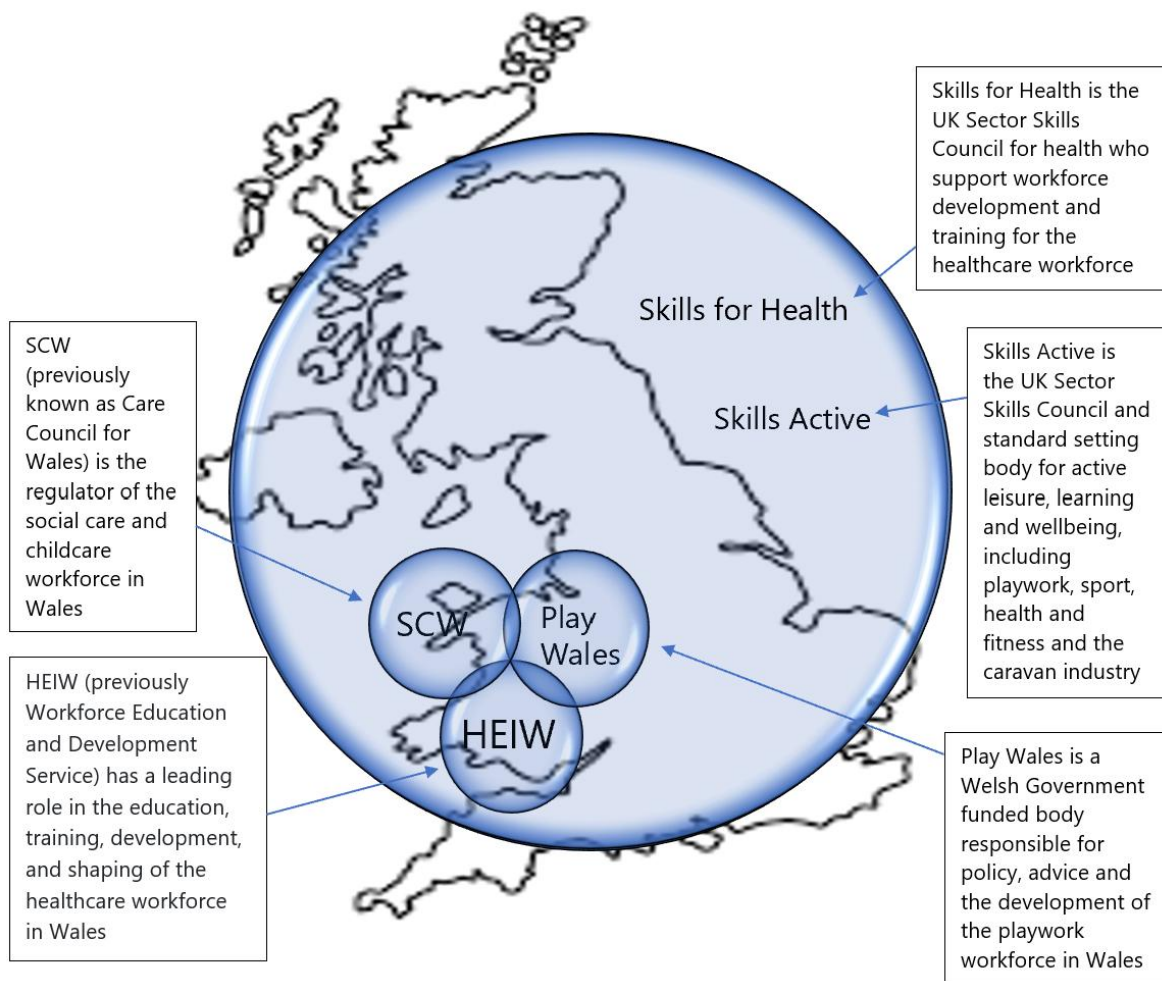 Skills for Health is the
UK Sector Skills
Council for health who
support workforce
development and
training for the
healthcare workforce
Skills for Health
SCW
(previously
known as Care
Council for
Wales) is the
regulator of the
social care and
childcare
workforce in
Wales
Skills Active is
the UK Sector
Skills Council and
standard setting
body for active
leisure, learning
and wellbeing,
including
playwork, sport,
health and
fitness and the
caravan industry
Skills Active
SCW
Play
Wales
HEIW
HEIW (previously
Workforce Education
and Development
Service) has a leading
role in the education,
training, development,
and shaping of the
healthcare workforce
in Wales
Play Wales is a
Welsh Government
funded body
responsible for
policy, advice and
the development of
the playwork
workforce in Wales